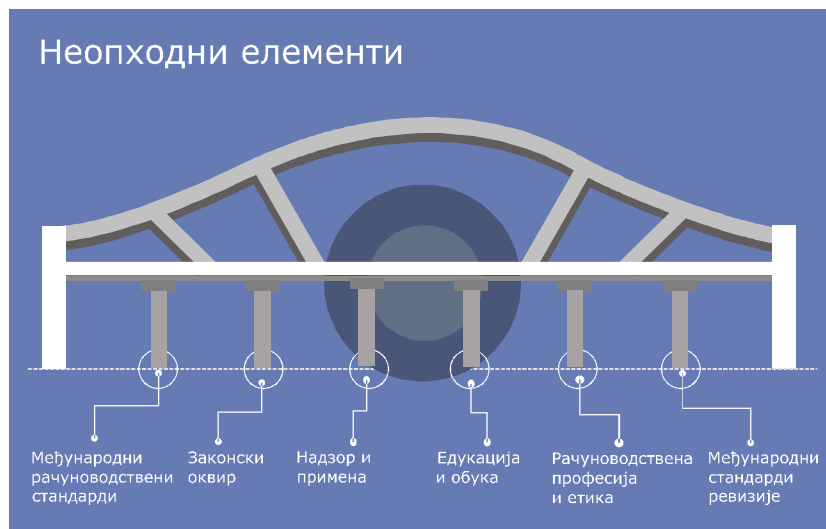 Неопходни елементи
Међународни
рачуноводствени
стандарди
Законски
оквир
Надзор и
примена
Едукација
и обука
Рачуноводствена
професија
и етика
Међународни
стандарди
ревизије